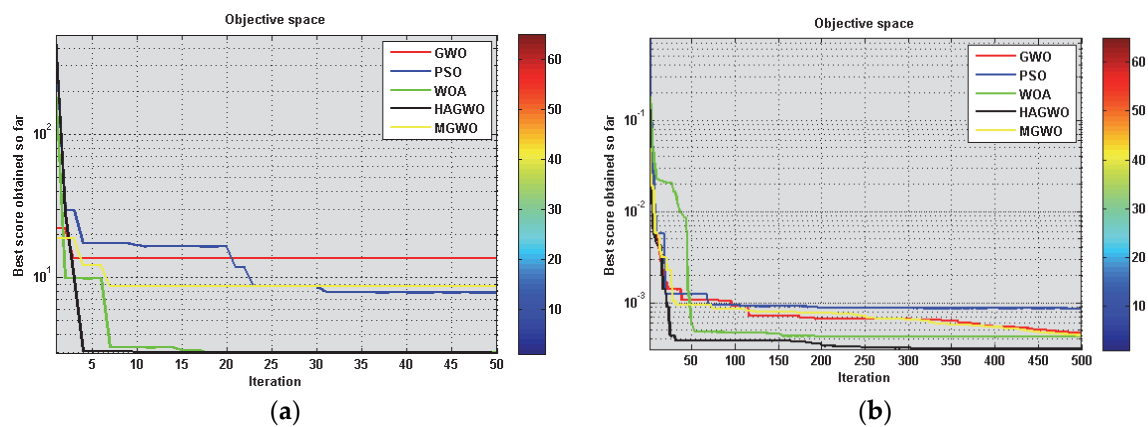 Objective space
Best score obtained so far
10^2
10^1
GWO
PSO
WOA
HAGWO
MGWO
5 10 15 20 25 30 35 40 45 50
Iteration
60
50
40
30
20
10
(a)
Objective space
Best score obtained so far
10^-1
10^-2
10^-3
GWO
PSO
WOA
HAGWO
MGWO
50 100 150 200 250 300 350 400 450 500
Iteration
60
50
40
30
20
10
(b)